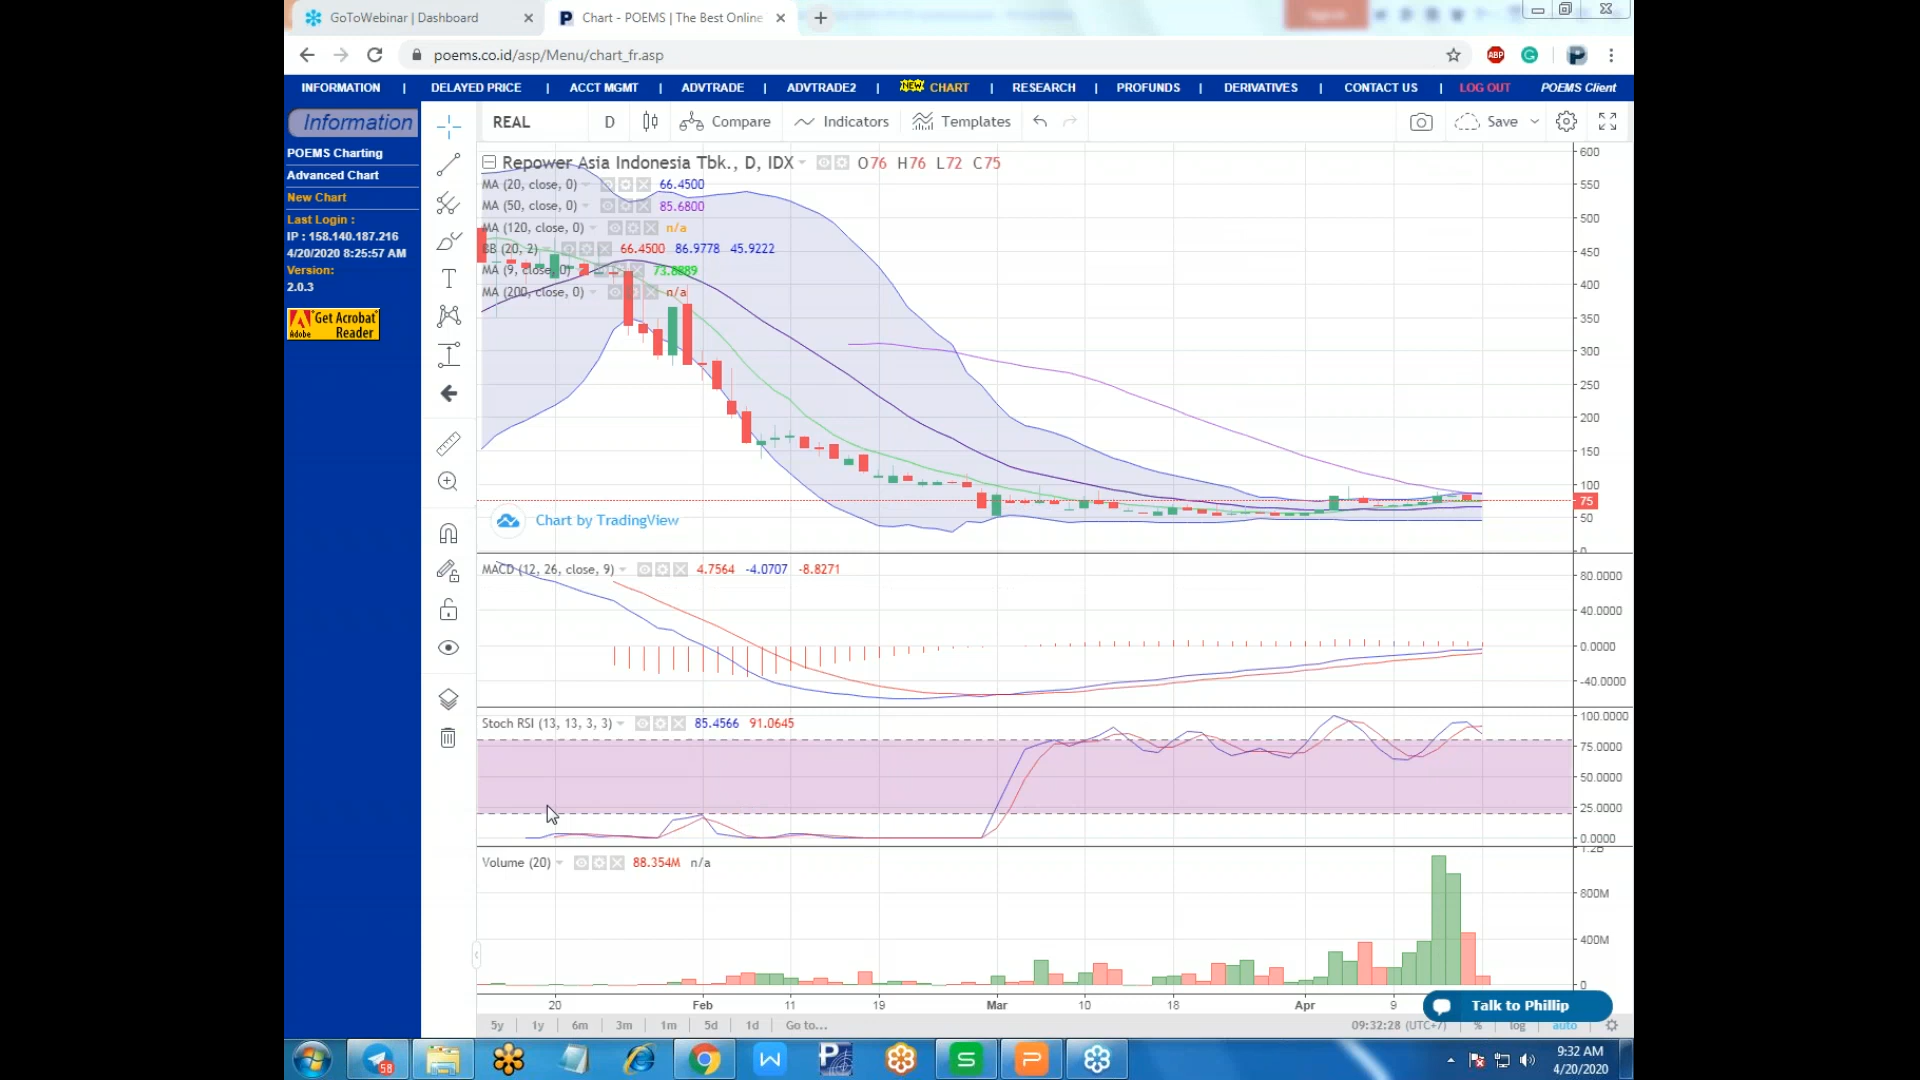 GoToWebinar | Dashboard
Chart - POEMS | The Best Online
poems.co.id/asp/Menu/chart_fr.asp
ABP
INFORMATION | DELAYED PRICE | ACCT MGMT | ADVTRADE | ADVTRADE2 | NEW CHART | RESEARCH | PROFUNDS | DERIVATIVES | CONTACT US | LOG OUT POEMS Client
Information
POEMS Charting
Advanced Chart
New Chart
Last Login :
IP : 158.140.187.216
4/20/2020 8:25:57 AM
Version:
2.0.3
Get Acrobat
Adobe Reader
REAL D Compare Indicators Templates Save
Repower Asia Indonesia Tbk., D, IDX O76 H76 L72 C75
MA (20, close, 0) 66.4500
MA (50, close, 0) 85.6800
MA (120, close, 0) n/a
BB (20, 2) 66.4500 86.9778 45.9222
MA (9, close, 0) 73.8889
MA (200, close, 0) n/a
600
550
500
450
400
350
300
250
200
150
100
75
50
0
Chart by TradingView
MACD (12, 26, close, 9) 4.7564 -4.0707 -8.8271
80.0000
40.0000
0.0000
-40.0000
Stoch RSI (13, 13, 3, 3) 85.4566 91.0645
100.0000
75.0000
50.0000
25.0000
0.0000
Volume (20) 88.354M n/a
1.2B
800M
400M
0
20 Feb 11 19 Mar 10 18 Apr 9
Talk to Phillip
5y 1y 6m 3m 1m 5d 1d Go to... 09:32:28 (UTC+7) % log auto
58
9:32 AM
4/20/2020